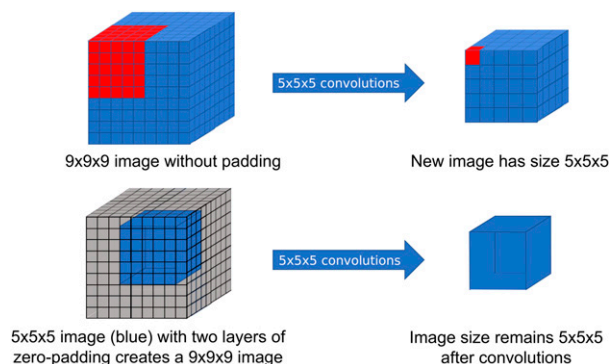 5x5x5 convolutions
9x9x9 image without padding
New image has size 5x5x5
5x5x5 convolutions
5x5x5 image (blue) with two layers of
zero-padding creates a 9x9x9 image
Image size remains 5x5x5
after convolutions